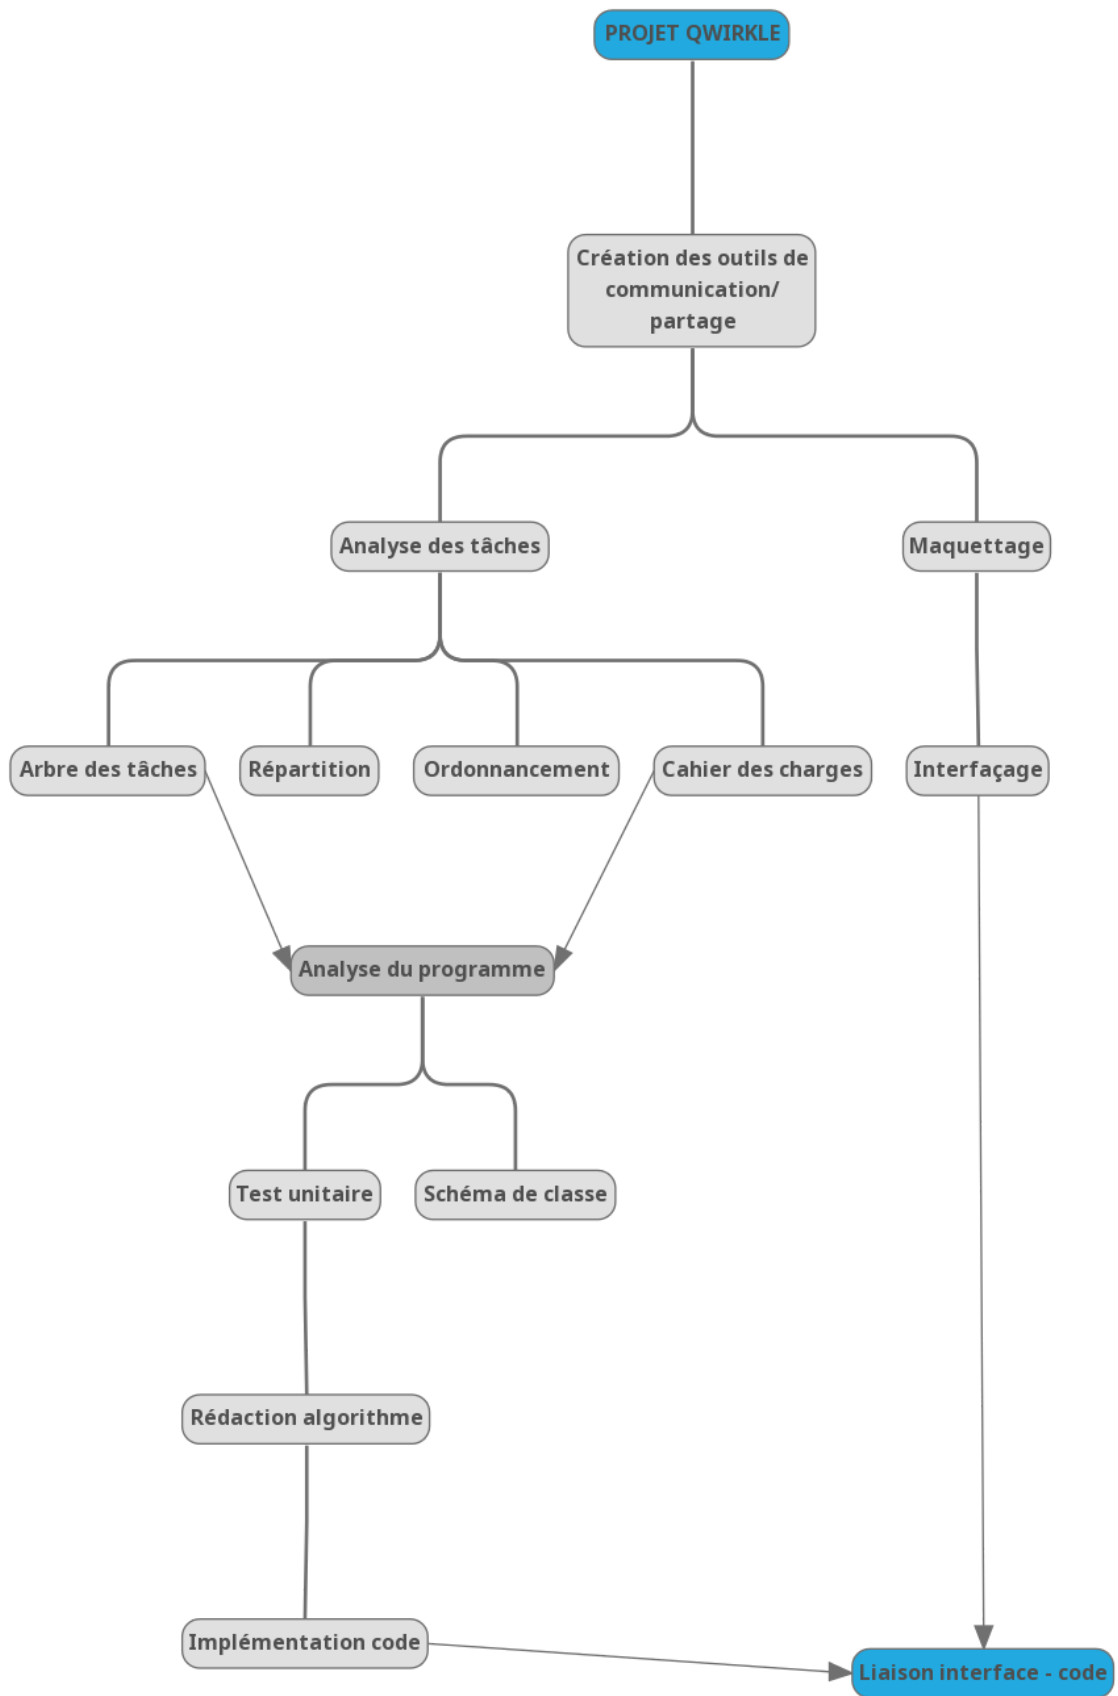 PROJET QWIRKLE
Création des outils de
communication/
partage
Analyse des tâches
Maquettage
Arbre des tâches
Répartition
Ordonnancement
Cahier des charges
Interfaçage
Analyse du programme
Test unitaire
Schéma de classe
Rédaction algorithme
Implémentation code
Liaison interface - code